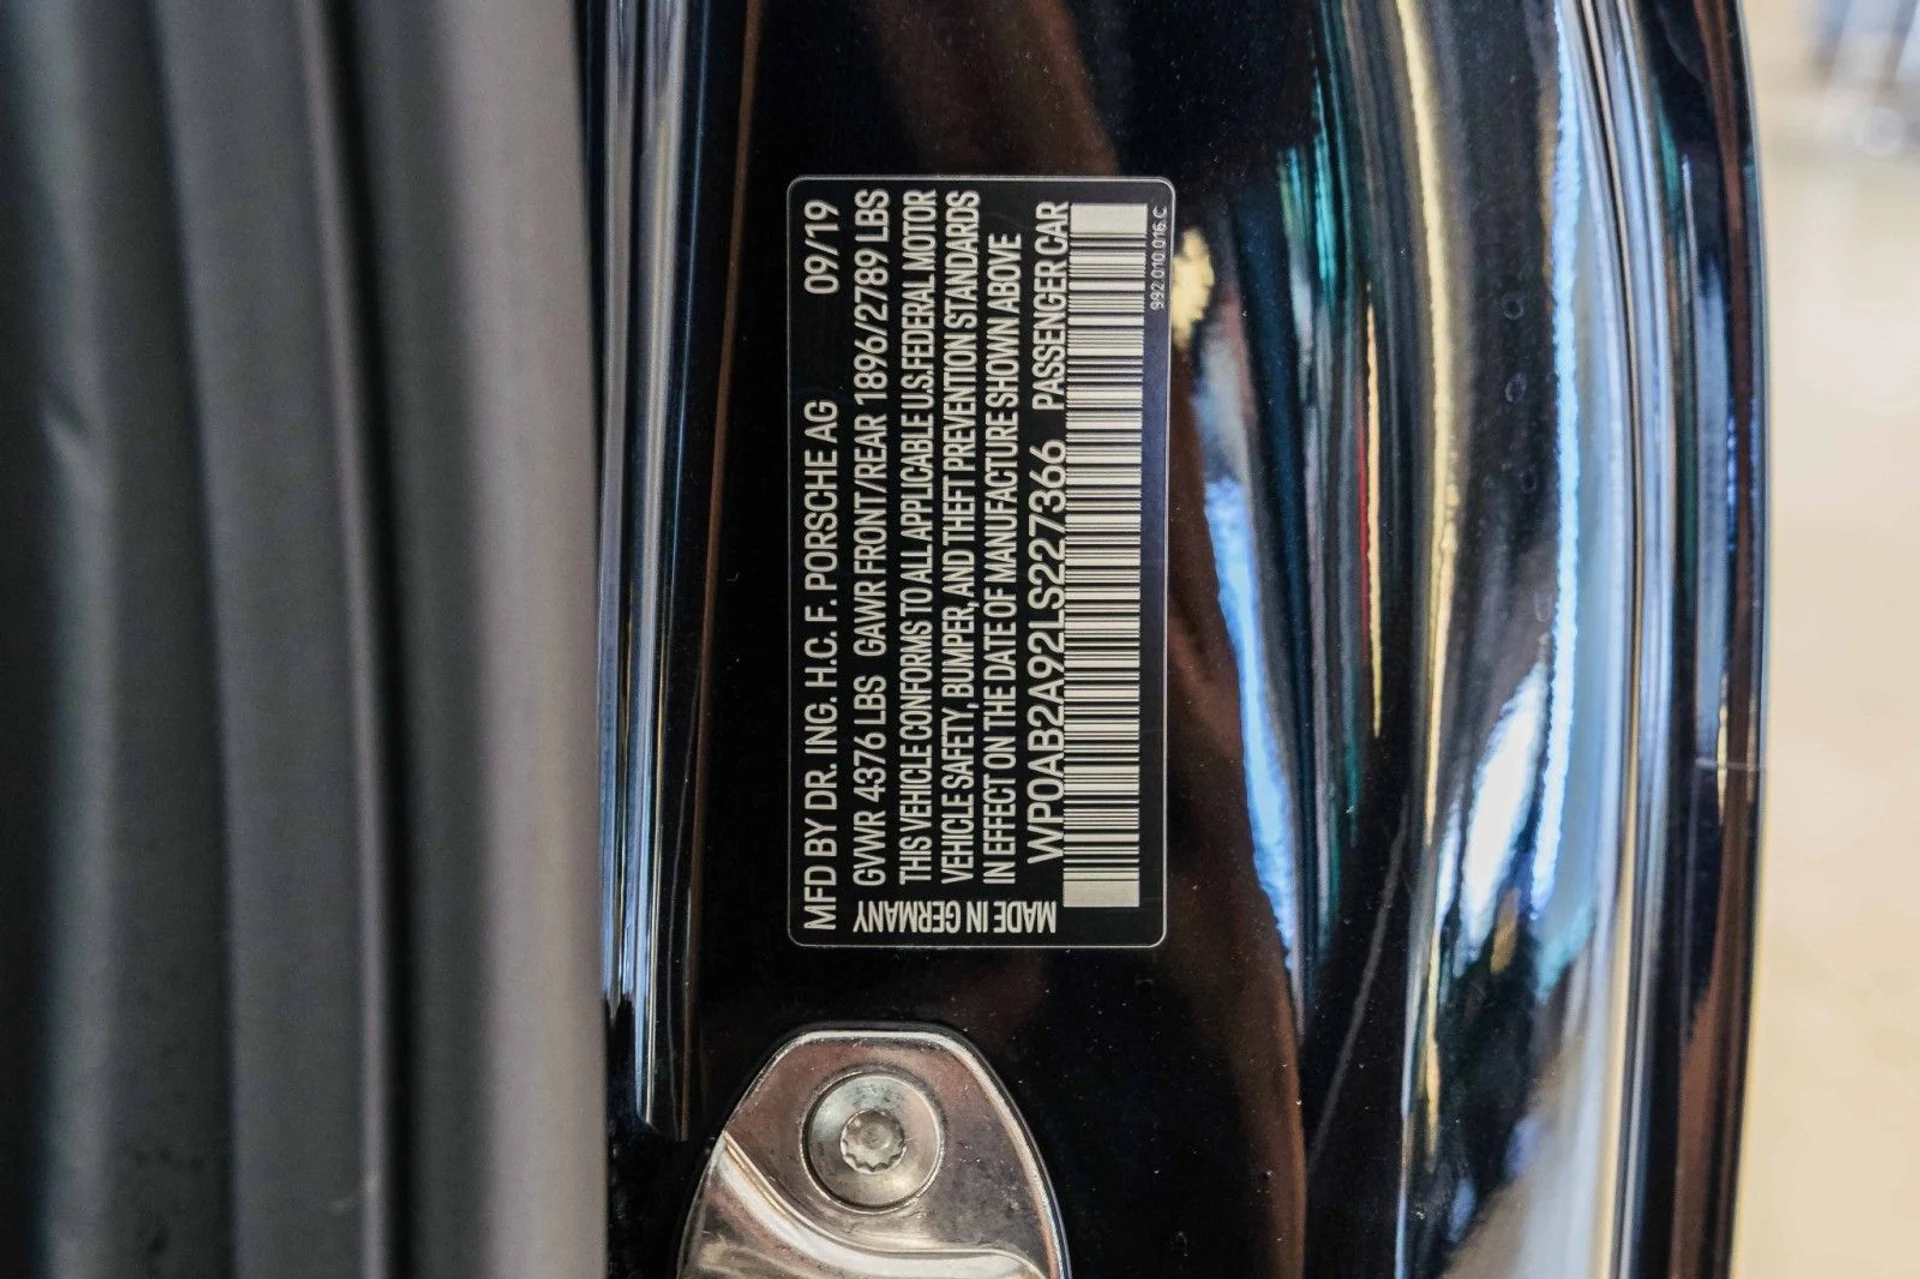 MFD BY DR. ING. H.C. F. PORSCHE AG 09/19
GVWR 4376 LBS GAWR FRONT/REAR 1896/2789 LBS
THIS VEHICLE CONFORMS TO ALL APPLICABLE U.S.FEDERAL MOTOR
VEHICLE SAFETY, BUMPER, AND THEFT PREVENTION STANDARDS
IN EFFECT ON THE DATE OF MANUFACTURE SHOWN ABOVE
WP0AB2A92LS227366 PASSENGER CAR
MADE IN GERMANY
992.010.016.C